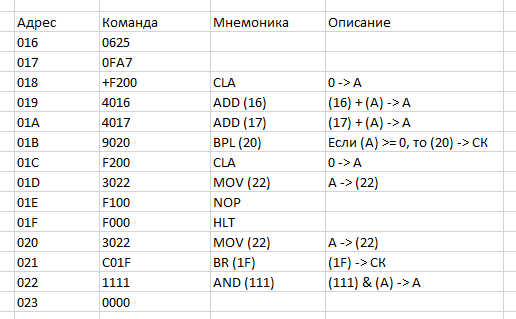 Адрес Команда Мнемоника Описание
016 0625
017 0FA7
018 +F200 CLA 0 -> A
019 4016 ADD (16) (16) + (A) -> A
01A 4017 ADD (17) (17) + (A) -> A
01B 9020 BPL (20) Если (A) >= 0, то (20) -> СК
01C F200 CLA 0 -> A
01D 3022 MOV (22) A -> (22)
01E F100 NOP
01F F000 HLT
020 3022 MOV (22) A -> (22)
021 C01F BR (1F) (1F) -> СК
022 1111 AND (111) (111) & (A) -> A
023 0000